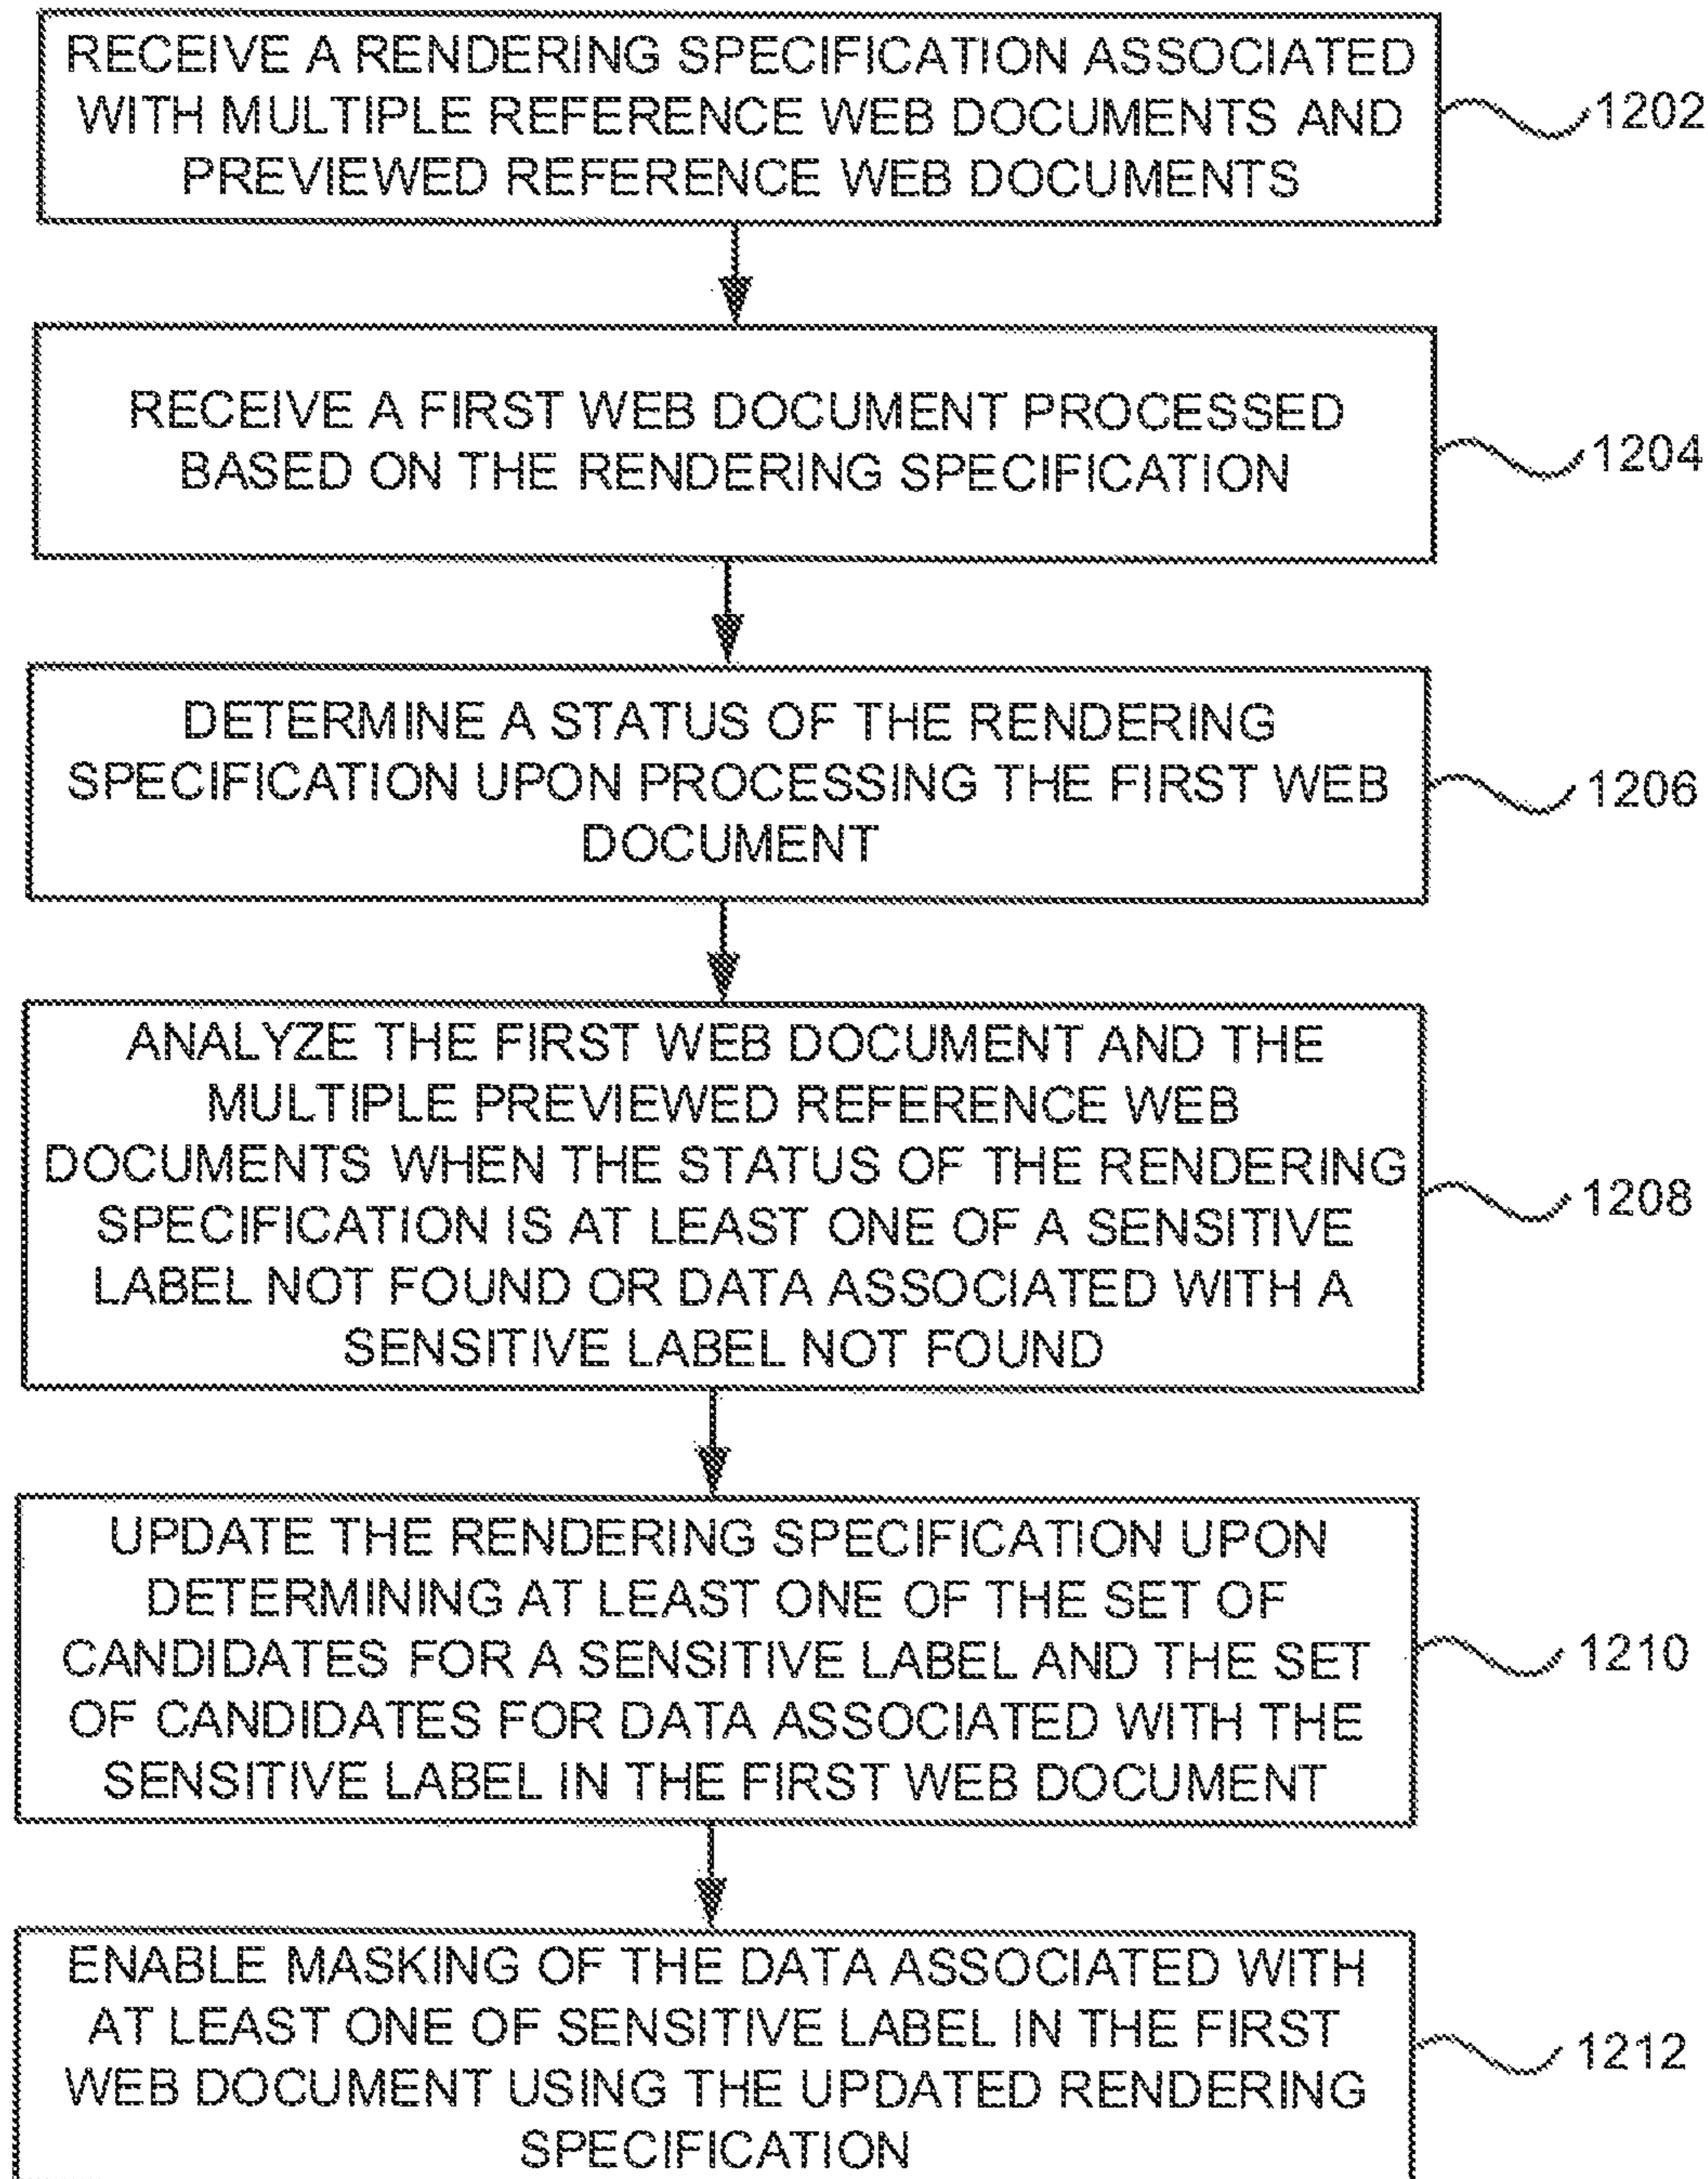 RECEIVE A RENDERING SPECIFICATION ASSOCIATED
WITH MULTIPLE REFERENCE WEB DOCUMENTS AND
PREVIEWED REFERENCE WEB DOCUMENTS
1202
RECEIVE A FIRST WEB DOCUMENT PROCESSED
BASED ON THE RENDERING SPECIFICATION
1204
DETERMINE A STATUS OF THE RENDERING
SPECIFICATION UPON PROCESSING THE FIRST WEB
DOCUMENT
1206
ANALYZE THE FIRST WEB DOCUMENT AND THE
MULTIPLE PREVIEWED REFERENCE WEB
DOCUMENTS WHEN THE STATUS OF THE RENDERING
SPECIFICATION IS AT LEAST ONE OF A SENSITIVE
LABEL NOT FOUND OR DATA ASSOCIATED WITH A
SENSITIVE LABEL NOT FOUND
1208
UPDATE THE RENDERING SPECIFICATION UPON
DETERMINING AT LEAST ONE OF THE SET OF
CANDIDATES FOR A SENSITIVE LABEL AND THE SET
OF CANDIDATES FOR DATA ASSOCIATED WITH THE
SENSITIVE LABEL IN THE FIRST WEB DOCUMENT
1210
ENABLE MASKING OF THE DATA ASSOCIATED WITH
AT LEAST ONE OF SENSITIVE LABEL IN THE FIRST
WEB DOCUMENT USING THE UPDATED RENDERING
SPECIFICATION
1212